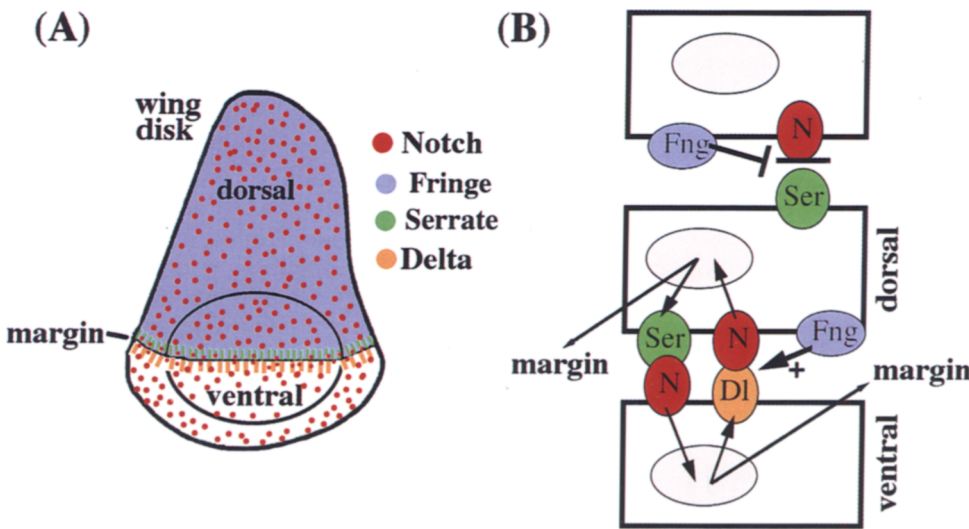 (A)
wing
disk
dorsal
margin
ventral
Notch
Fringe
Serrate
Delta
(B)
Fng
N
Ser
dorsal
Ser
N
Fng
margin
N
Dl
+
margin
ventral